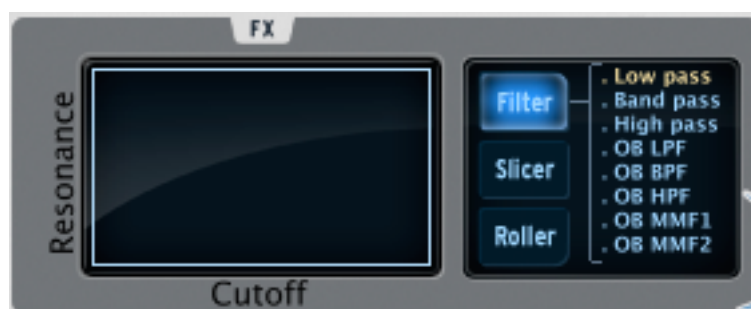 FX
Resonance
Cutoff
Filter
Slicer
Roller
. Low pass
. Band pass
. High pass
. OB LPF
. OB BPF
. OB HPF
. OB MMF1
. OB MMF2